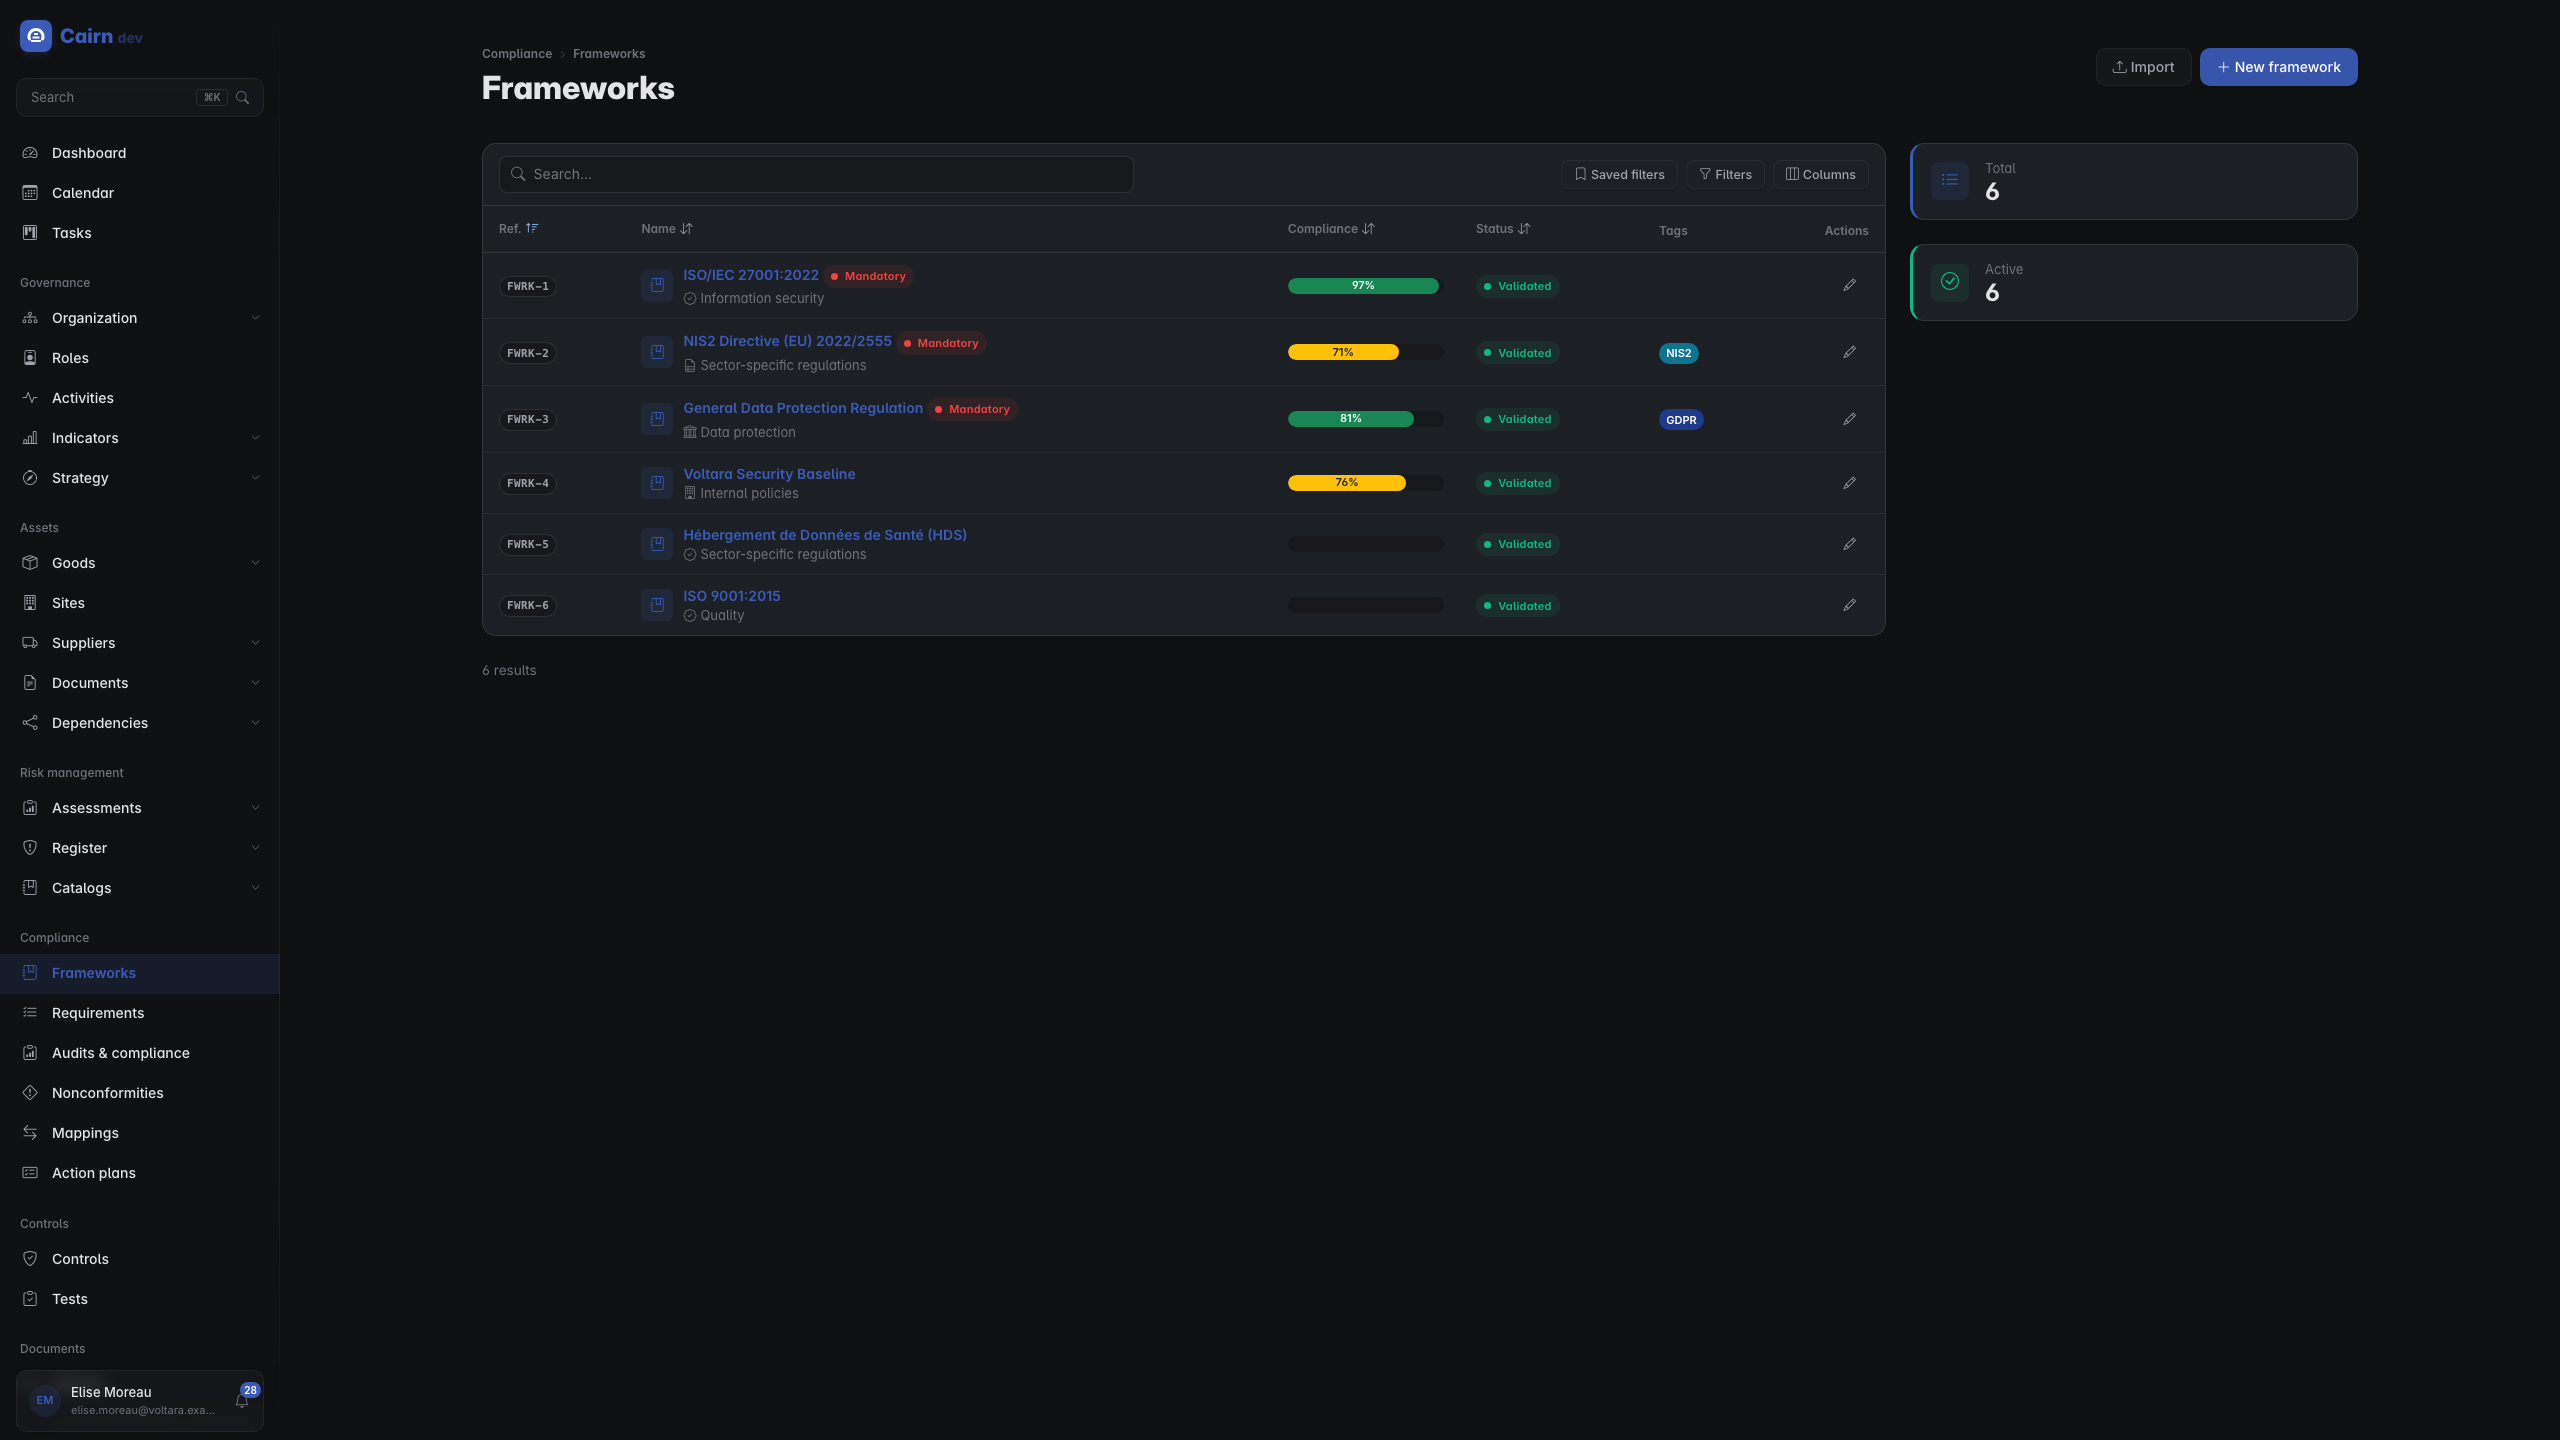 Cairn dev
Search ⌘K
Dashboard
Calendar
Tasks
Governance
Organization
Roles
Activities
Indicators
Strategy
Assets
Goods
Sites
Suppliers
Documents
Dependencies
Risk management
Assessments
Register
Catalogs
Compliance
Frameworks
Requirements
Audits & compliance
Nonconformities
Mappings
Action plans
Controls
Controls
Tests
Documents
EM Elise Moreau 28
elise.moreau@voltara.exa...
Compliance > Frameworks
Frameworks
Import
+ New framework
Search...
Saved filters
Filters
Columns
Ref. Name Compliance Status Tags Actions
FWRK-1 ISO/IEC 27001:2022 Mandatory 97% Validated
Information security
FWRK-2 NIS2 Directive (EU) 2022/2555 Mandatory 71% Validated NIS2
Sector-specific regulations
FWRK-3 General Data Protection Regulation Mandatory 81% Validated GDPR
Data protection
FWRK-4 Voltara Security Baseline 76% Validated
Internal policies
FWRK-5 Hébergement de Données de Santé (HDS) Validated
Sector-specific regulations
FWRK-6 ISO 9001:2015 Validated
Quality
6 results
Total
6
Active
6